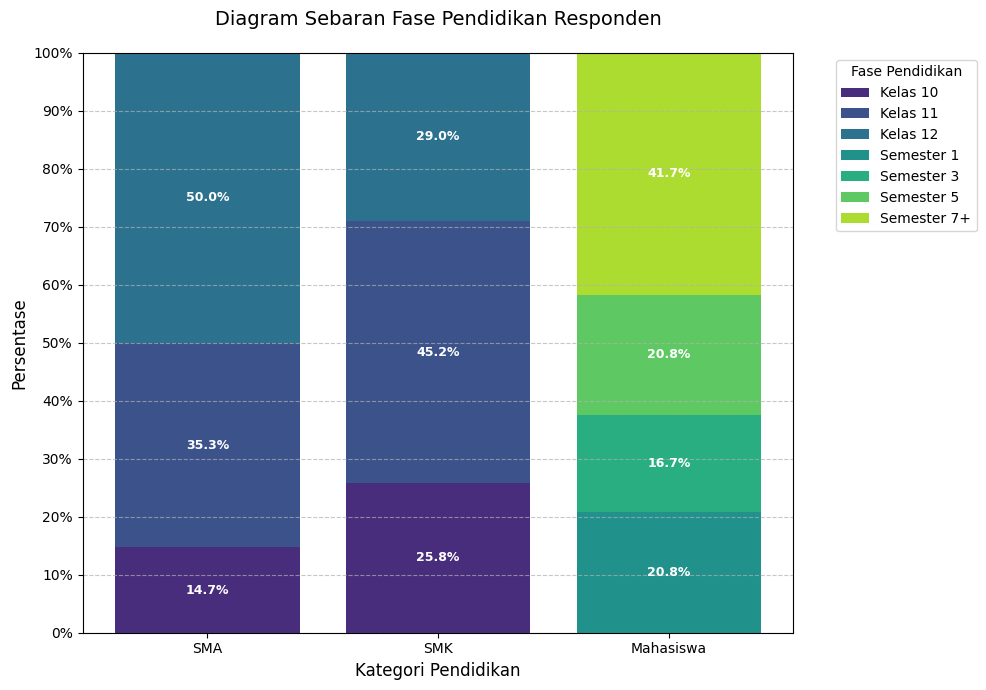 Diagram Sebaran Fase Pendidikan Responden
100%
90%
80%
70%
60%
50%
40%
30%
20%
10%
0%
Persentase
50.0%
35.3%
14.7%
29.0%
45.2%
25.8%
41.7%
20.8%
16.7%
20.8%
SMA
SMK
Mahasiswa
Kategori Pendidikan
Fase Pendidikan
Kelas 10
Kelas 11
Kelas 12
Semester 1
Semester 3
Semester 5
Semester 7+